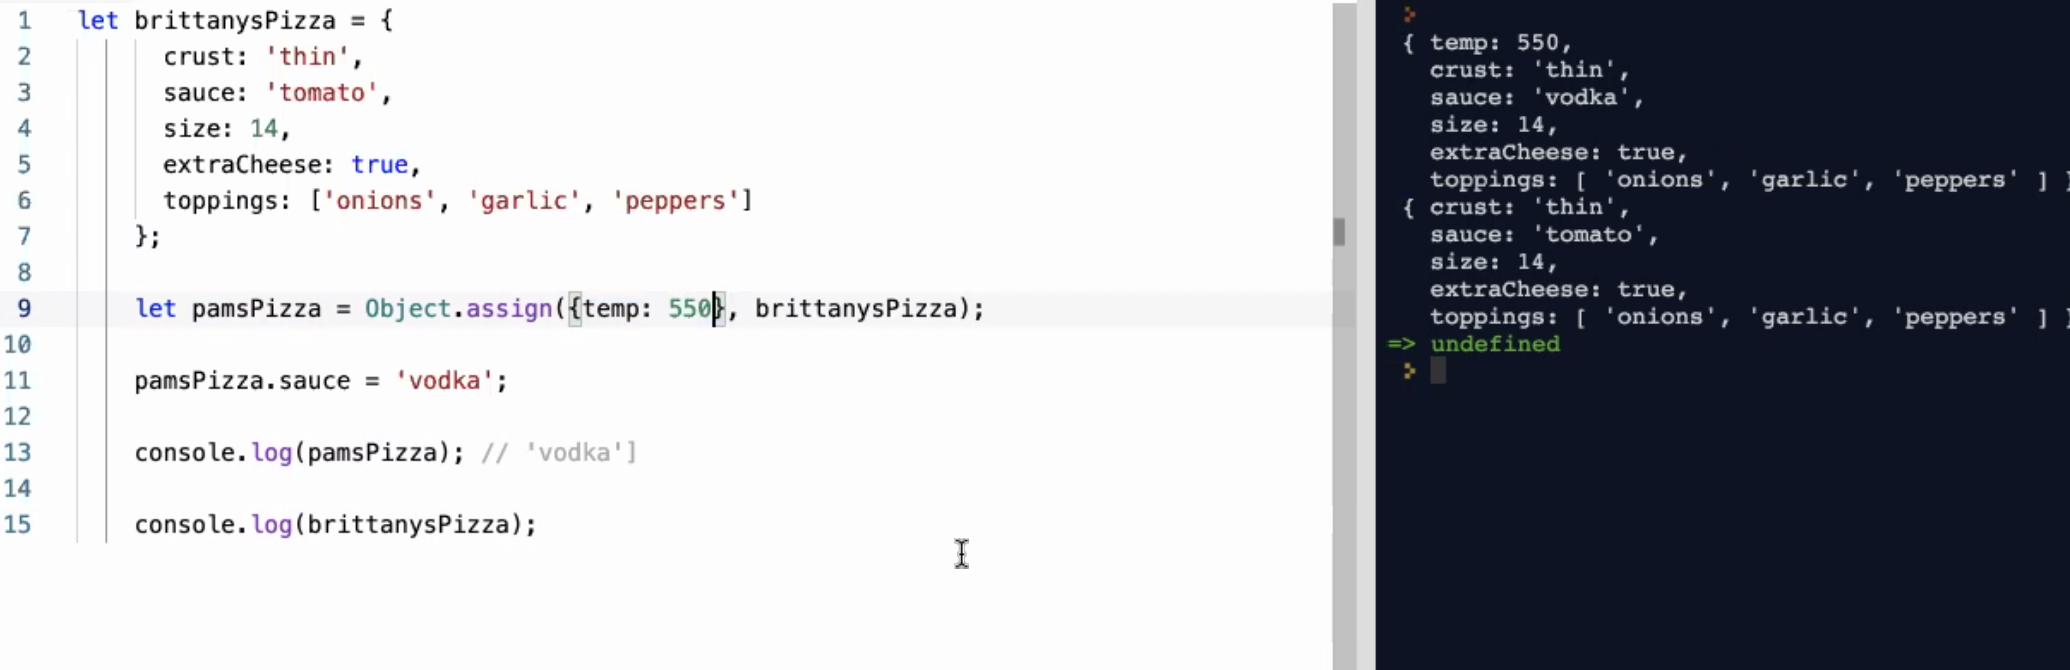 1 let brittanysPizza = {
2 crust: 'thin',
3 sauce: 'tomato',
4 size: 14,
5 extraCheese: true,
6 toppings: ['onions', 'garlic', 'peppers']
7 };
8
9 let pamsPizza = Object.assign({temp: 550}, brittanysPizza);
10
11 pamsPizza.sauce = 'vodka';
12
13 console.log(pamsPizza); // 'vodka']
14
15 console.log(brittanysPizza);
{ temp: 550,
crust: 'thin',
sauce: 'vodka',
size: 14,
extraCheese: true,
toppings: [ 'onions', 'garlic', 'peppers' ] }
{ crust: 'thin',
sauce: 'tomato',
size: 14,
extraCheese: true,
toppings: [ 'onions', 'garlic', 'peppers' ] }
=> undefined